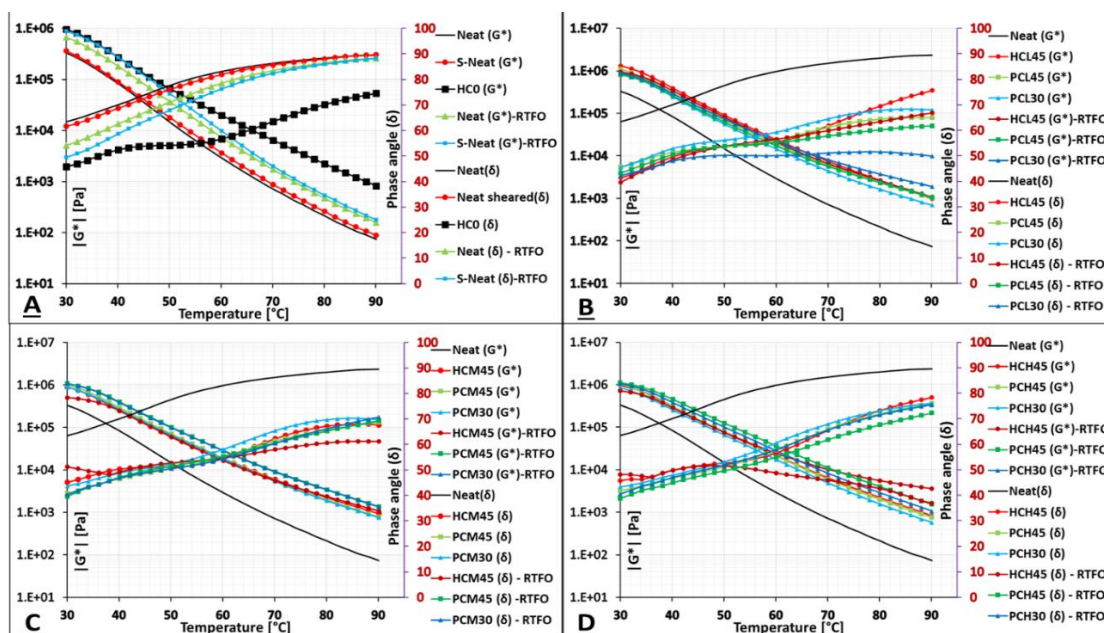 1.E+06
1.E+05
1.E+04
1.E+03
1.E+02
1.E+01
|G*| [Pa]
30 40 50 60 70 80 90
Temperature [°C]
100
90
80
70
60
50
40
30
20
10
0
Phase angle (δ)
A
Neat (G*)
S-Neat (G*)
HC0 (G*)
Neat (G*)-RTFO
S-Neat (G*)-RTFO
Neat(δ)
Neat sheared(δ)
HC0 (δ)
Neat (δ) - RTFO
S-Neat (δ)-RTFO
1.E+07
1.E+06
1.E+05
1.E+04
1.E+03
1.E+02
1.E+01
|G*| [Pa]
30 40 50 60 70 80 90
Temperature [°C]
100
90
80
70
60
50
40
30
20
10
0
Phase angle (δ)
B
Neat (G*)
HCL45 (G*)
PCL45 (G*)
PCL30 (G*)
HCL45 (G*)-RTFO
PCL45 (G*)-RTFO
PCL30 (G*)-RTFO
Neat(δ)
HCL45 (δ)
PCL45 (δ)
PCL30 (δ)
HCL45 (δ) - RTFO
PCL45 (δ) - RTFO
PCL30 (δ) - RTFO
1.E+07
1.E+06
1.E+05
1.E+04
1.E+03
1.E+02
1.E+01
|G*| [Pa]
30 40 50 60 70 80 90
Temperature [°C]
100
90
80
70
60
50
40
30
20
10
0
Phase angle (δ)
C
Neat (G*)
HCM45 (G*)
PCM45 (G*)
PCM30 (G*)
HCM45 (G*)-RTFO
PCM45 (G*)-RTFO
PCM30 (G*)-RTFO
Neat(δ)
HCM45 (δ)
PCM45 (δ)
PCM30 (δ)
HCM45 (δ) - RTFO
PCM45 (δ) -RTFO
PCM30 (δ) - RTFO
1.E+07
1.E+06
1.E+05
1.E+04
1.E+03
1.E+02
1.E+01
|G*| [Pa]
30 40 50 60 70 80 90
Temperature [°C]
100
90
80
70
60
50
40
30
20
10
0
Phase angle (δ)
D
Neat (G*)
HCH45 (G*)
PCH45 (G*)
PCH30 (G*)
HCH45 (G*)-RTFO
PCH45 (G*)-RTFO
PCH30 (G*)-RTFO
Neat(δ)
HCH45 (δ)
PCH45 (δ)
PCH30 (δ)
HCH45 (δ) - RTFO
PCH45 (δ) - RTFO
PCH30 (δ) - RTFO